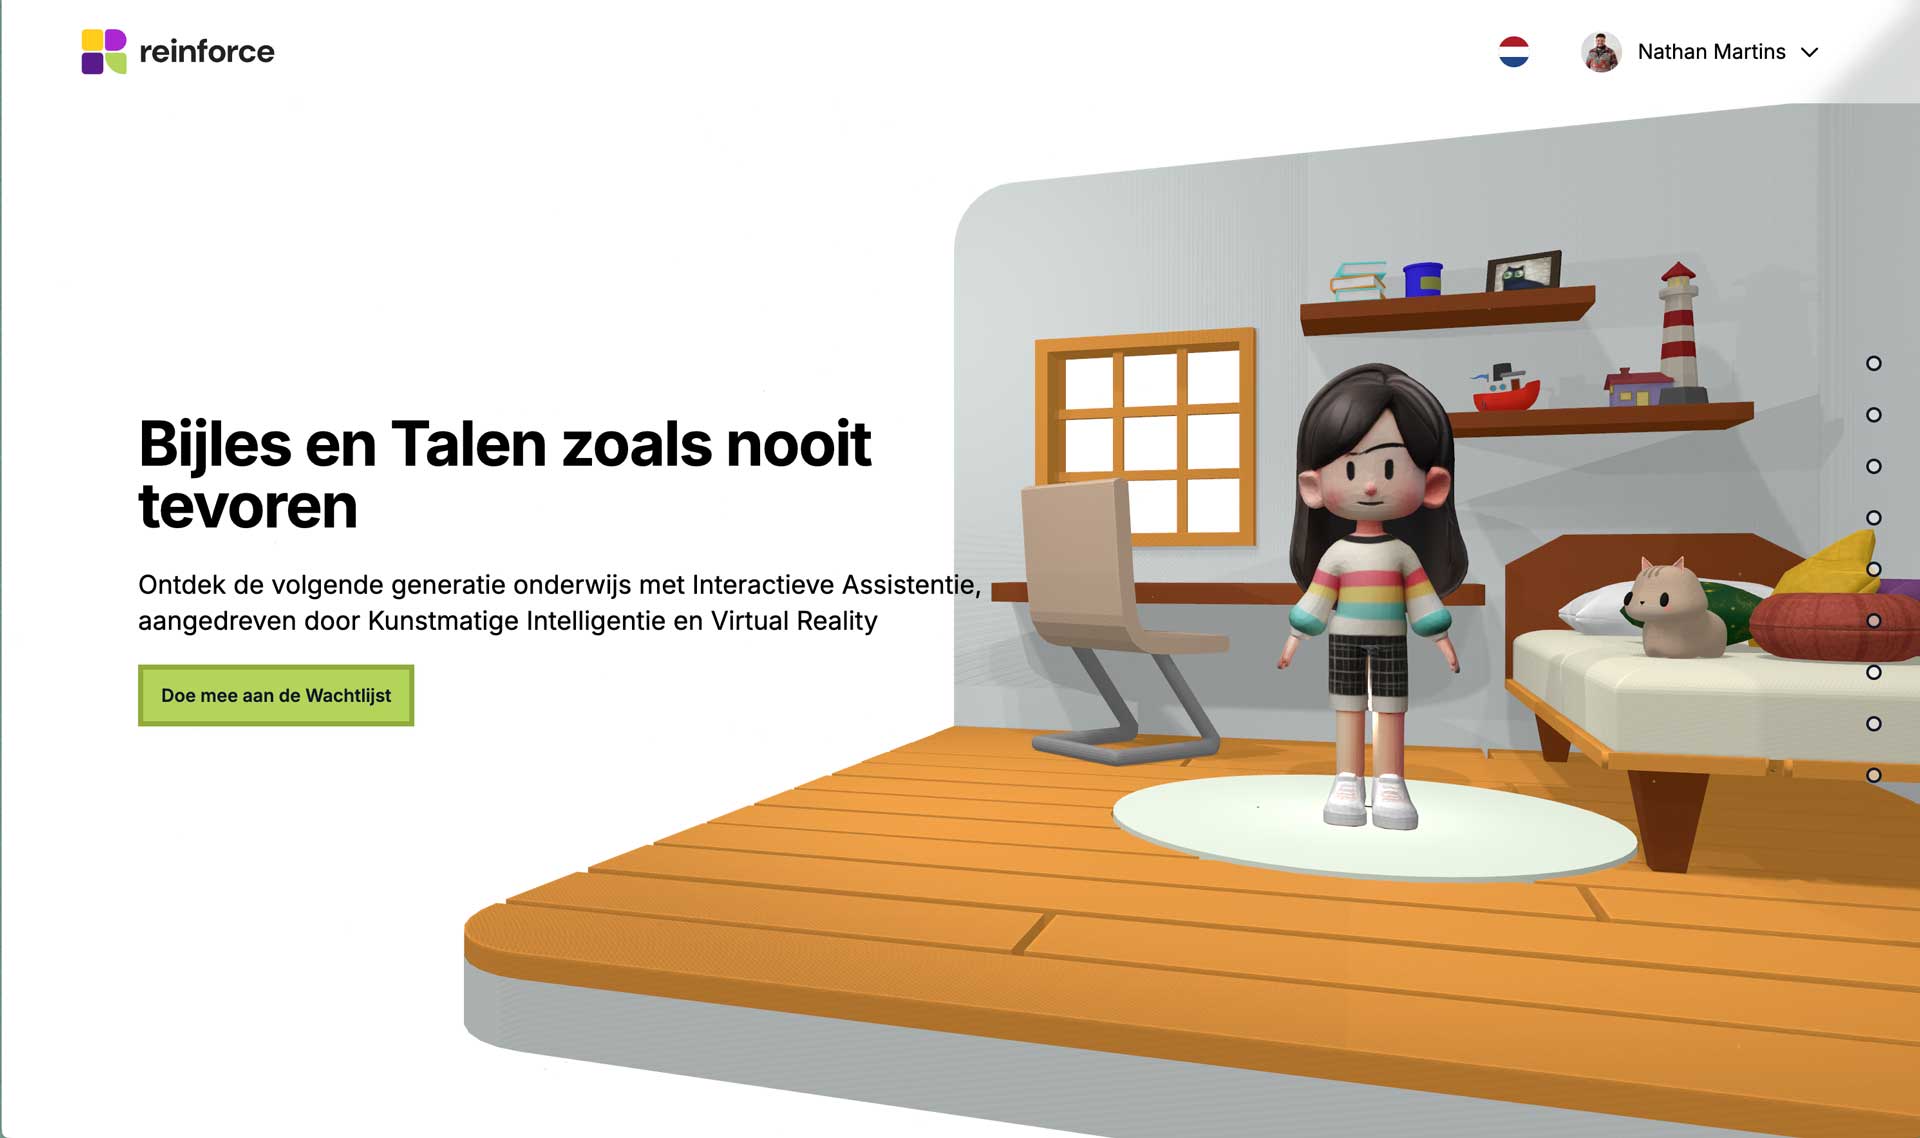 reinforce
Nathan Martins
Bijles en Talen zoals nooit
tevoren
Ontdek de volgende generatie onderwijs met Interactieve Assistentie,
aangedreven door Kunstmatige Intelligentie en Virtual Reality
Doe mee aan de Wachtlijst